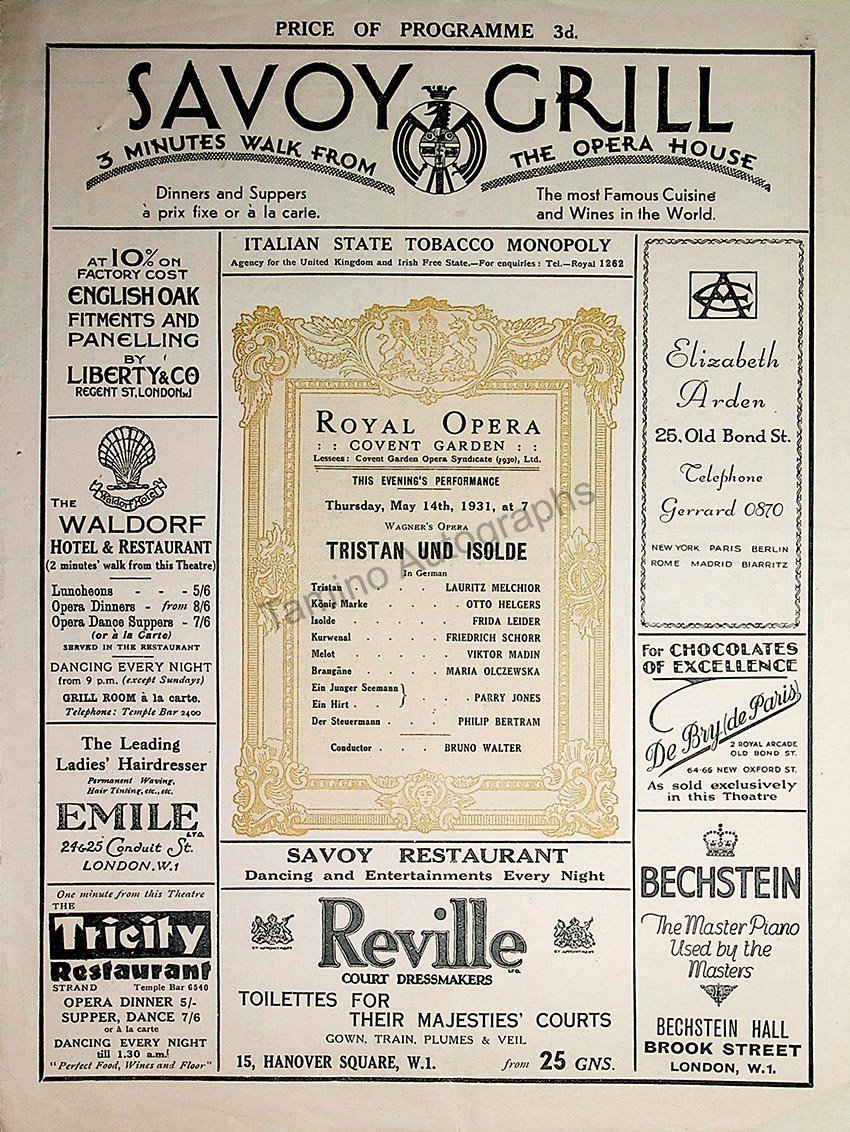 PRICE OF PROGRAMME 3d.
SAVOY GRILL
3 MINUTES WALK FROM THE OPERA HOUSE
Dinners and Suppers
à prix fixe or à la carte.
The most Famous Cuisine
and Wines in the World.
AT 10% ON
FACTORY COST
ENGLISH OAK
FITMENTS AND
PANELLING
BY
LIBERTY & CO
REGENT ST, LONDON W1
Waldorf Hotel
THE
WALDORF
HOTEL & RESTAURANT
(2 minutes' walk from this Theatre)
Luncheons - - 5/6
Opera Dinners - from 8/6
Opera Dance Suppers - 7/6
(or à la Carte)
SERVED IN THE RESTAURANT
DANCING EVERY NIGHT
from 9 p.m. (except Sundays)
GRILL ROOM à la carte.
Telephone: Temple Bar 2400
The Leading
Ladies' Hairdresser
Permanent Waving,
Hair Tinting, etc., etc.
EMILE LTD.
24&25 Conduit St.
LONDON. W.1
One minute from this Theatre
THE
Tricity
Restaurant
STRAND Temple Bar 6540
OPERA DINNER 5/-
SUPPER, DANCE 7/6
or à la carte
DANCING EVERY NIGHT
till 1.30 a.m.
"Perfect Food, Wines and Floor"
ITALIAN STATE TOBACCO MONOPOLY
Agency for the United Kingdom and Irish Free State.—For enquiries: Tel.—Royal 1262
ROYAL OPERA
: : COVENT GARDEN : :
Lessees: Covent Garden Opera Syndicate (1930), Ltd.
THIS EVENING'S PERFORMANCE
Thursday, May 14th, 1931, at 7
WAGNER'S OPERA
TRISTAN UND ISOLDE
In German
Tristan . . . . LAURITZ MELCHIOR
König Marke . . . . OTTO HELGERS
Isolde . . . . FRIDA LEIDER
Kurwenal . . . . FRIEDRICH SCHORR
Melot . . . . VIKTOR MADIN
Brangäne . . . . MARIA OLCZEWSKA
Ein Junger Seemann }
Ein Hirt . . . . . PARRY JONES
Der Steuermann . . . PHILIP BERTRAM
Conductor . . . BRUNO WALTER
Tamino Autographs
SAVOY RESTAURANT
Dancing and Entertainments Every Night
BY APPOINTMENT
BY APPOINTMENT
Reville LTD.
COURT DRESSMAKERS
TOILETTES FOR
THEIR MAJESTIES' COURTS
GOWN, TRAIN, PLUMES & VEIL
15, HANOVER SQUARE, W.1. from 25 GNS.
Elizabeth
Arden
25, Old Bond St.
Telephone
Gerrard 0870
NEW YORK PARIS BERLIN
ROME MADRID BIARRITZ
For CHOCOLATES
OF EXCELLENCE
De Bry (de Paris)
2 ROYAL ARCADE
OLD BOND ST.
64-66 NEW OXFORD ST.
As sold exclusively
in this Theatre
BECHSTEIN
The Master Piano
Used by the
Masters
BECHSTEIN HALL
BROOK STREET
LONDON, W.1.